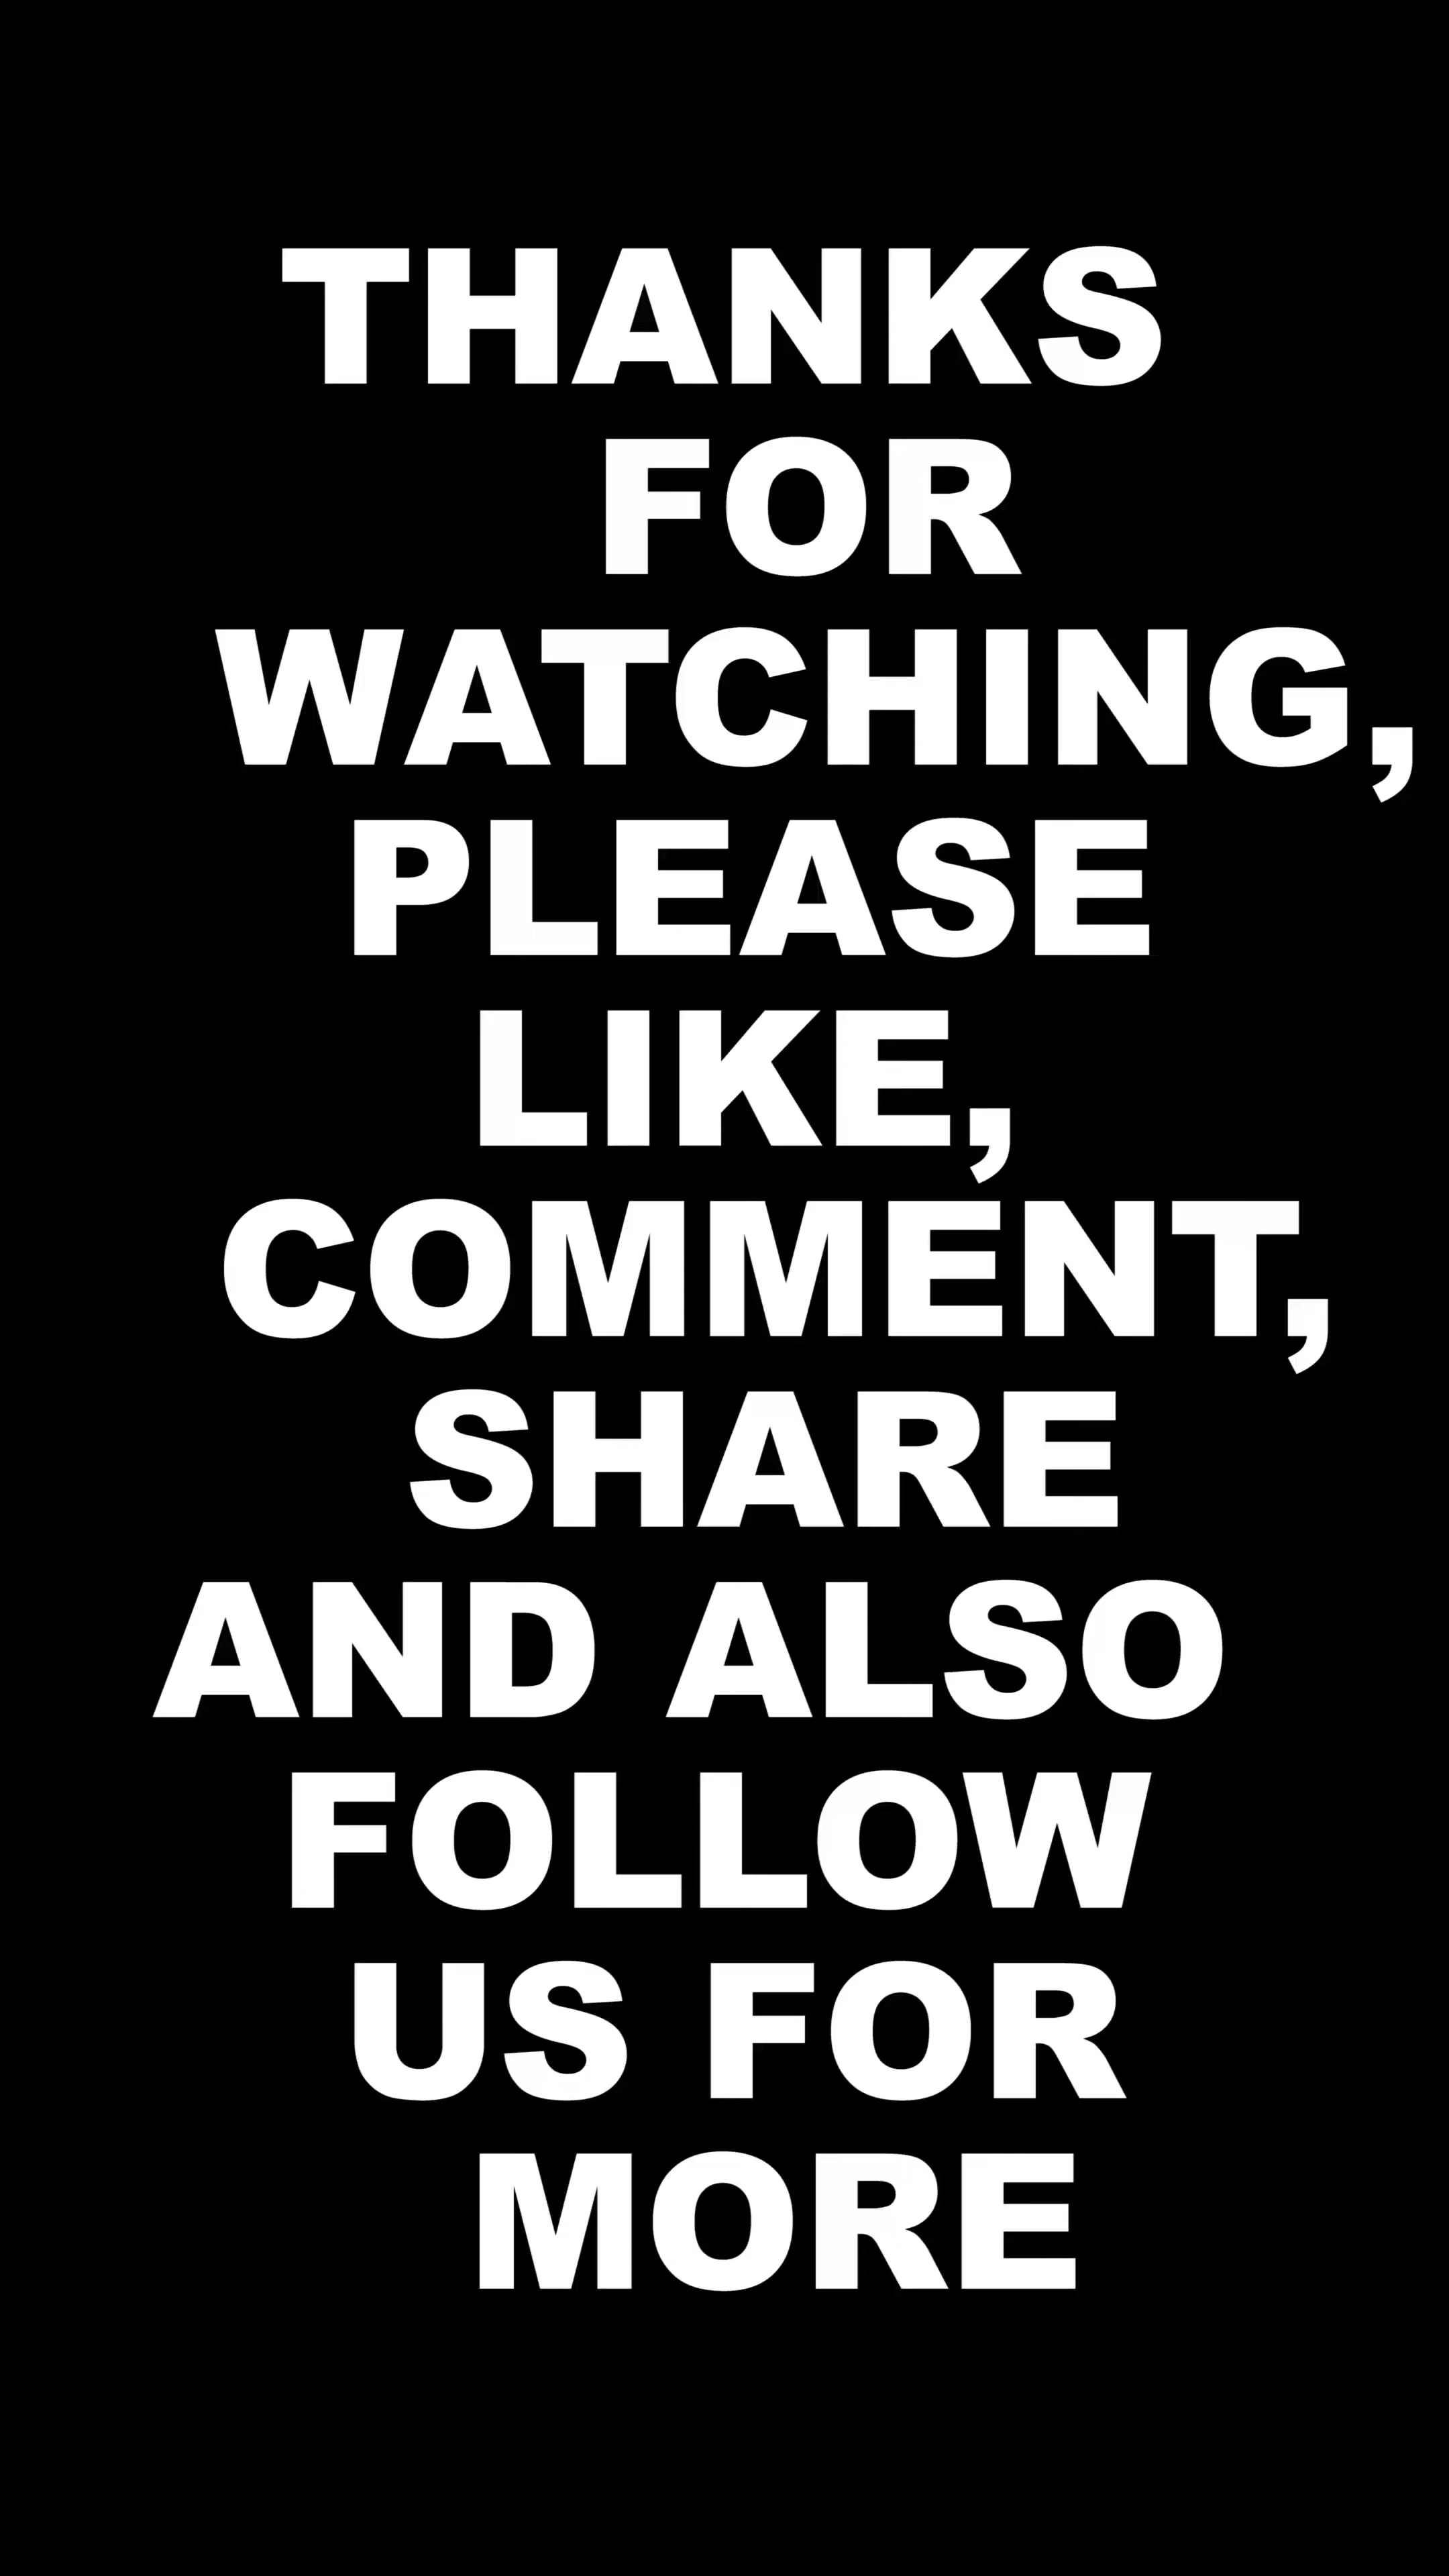 THANKS
FOR
WATCHING,
PLEASE
LIKE,
COMMENT,
SHARE
AND ALSO
FOLLOW
US FOR
MORE